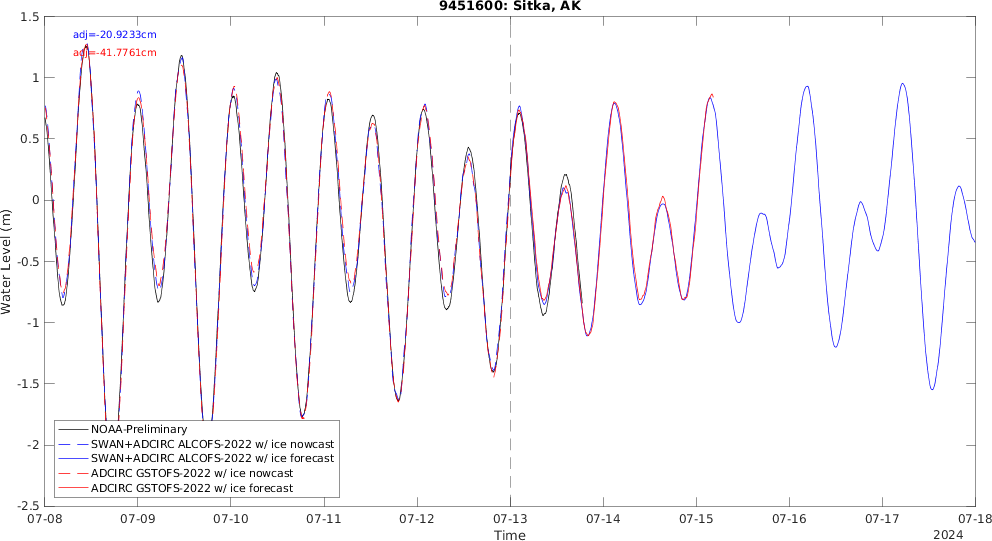 9451600: Sitka, AK
adj=-20.9233cm
adj=-41.7761cm
1.5
1
0.5
0
-0.5
-1
-1.5
-2
-2.5
Water Level (m)
NOAA-Preliminary
SWAN+ADCIRC ALCOFS-2022 w/ ice nowcast
SWAN+ADCIRC ALCOFS-2022 w/ ice forecast
ADCIRC GSTOFS-2022 w/ ice nowcast
ADCIRC GSTOFS-2022 w/ ice forecast
07-08 07-09 07-10 07-11 07-12 07-13 07-14 07-15 07-16 07-17 07-18
Time
2024